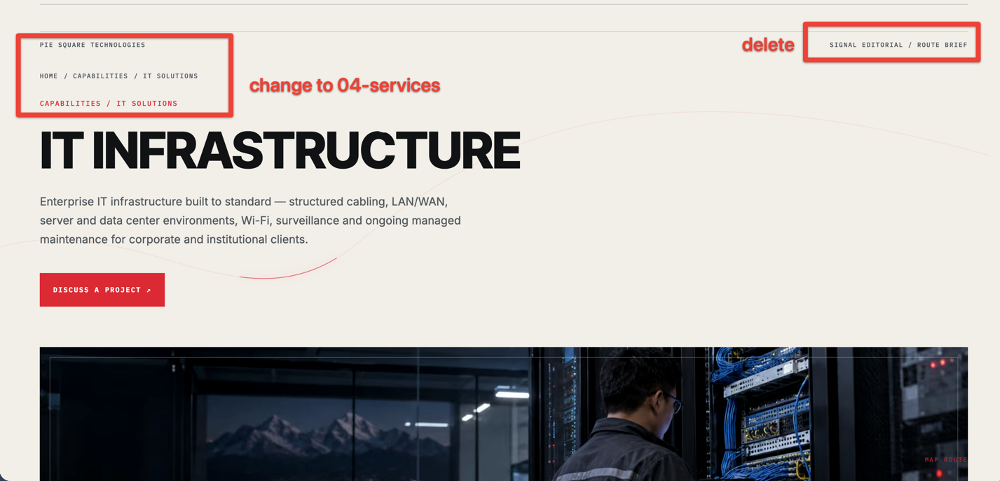 PIE SQUARE TECHNOLOGIES
delete
SIGNAL EDITORIAL / ROUTE BRIEF
HOME / CAPABILITIES / IT SOLUTIONS
change to 04-services
CAPABILITIES / IT SOLUTIONS
IT INFRASTRUCTURE
Enterprise IT infrastructure built to standard — structured cabling, LAN/WAN,
server and data center environments, Wi-Fi, surveillance and ongoing managed
maintenance for corporate and institutional clients.
DISCUSS A PROJECT ↗
MAP ROUTE